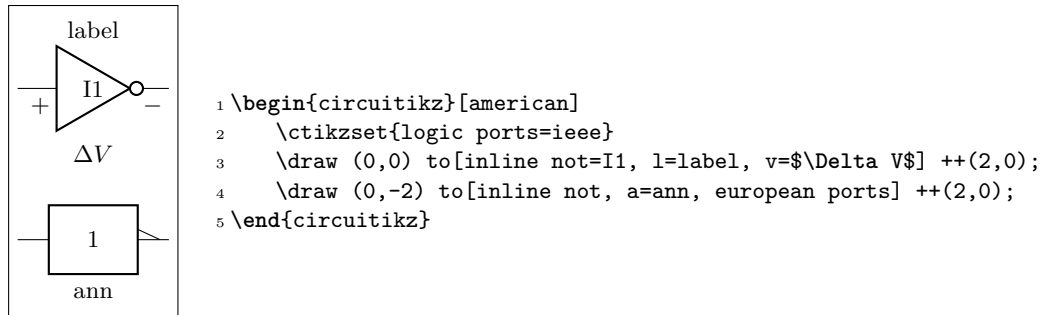 label
I1
+ −
ΔV
1
ann
1 \begin{circuitikz}[american]
2 \ctikzset{logic ports=ieee}
3 \draw (0,0) to[inline not=I1, l=label, v=$\Delta V$] ++(2,0);
4 \draw (0,-2) to[inline not, a=ann, european ports] ++(2,0);
5 \end{circuitikz}